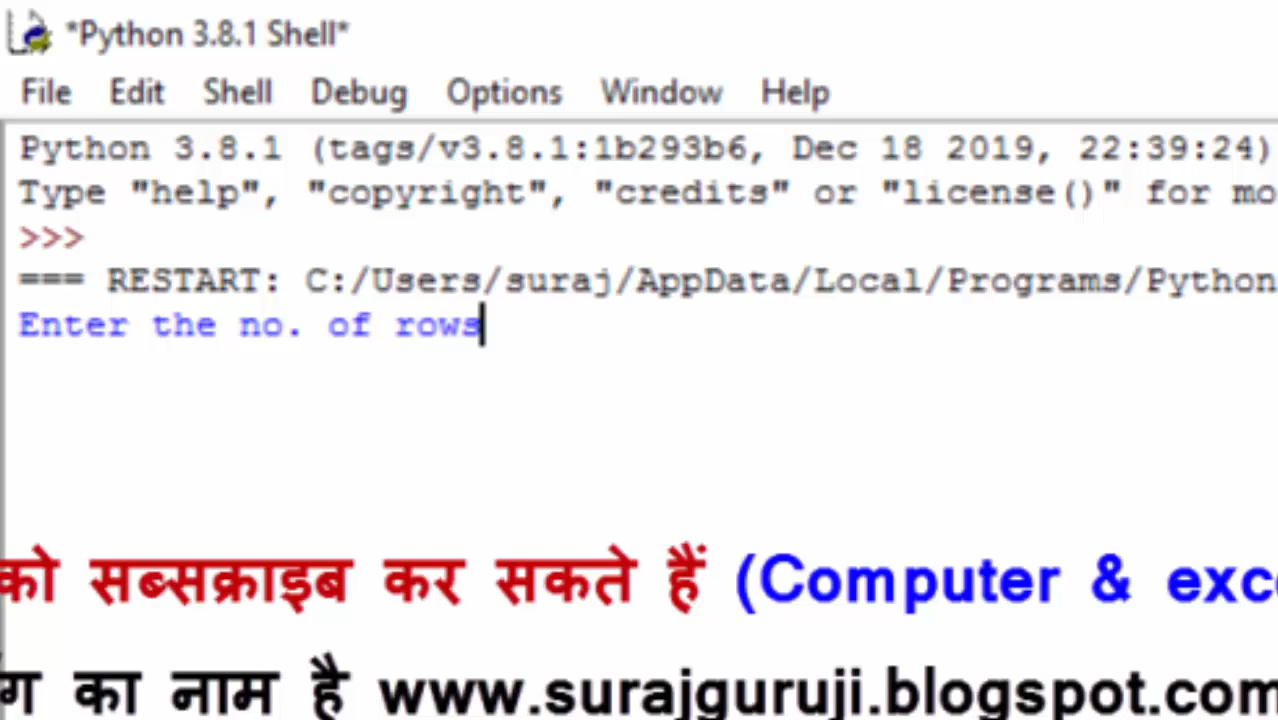 *Python 3.8.1 Shell*
File Edit Shell Debug Options Window Help
Python 3.8.1 (tags/v3.8.1:1b293b6, Dec 18 2019, 22:39:24)
Type "help", "copyright", "credits" or "license()" for mo
>>>
=== RESTART: C:/Users/suraj/AppData/Local/Programs/Python
Enter the no. of rows
को सब्सक्राइब कर सकते हैं (Computer & exce
ग का नाम है www.surajguruji.blogspot.com